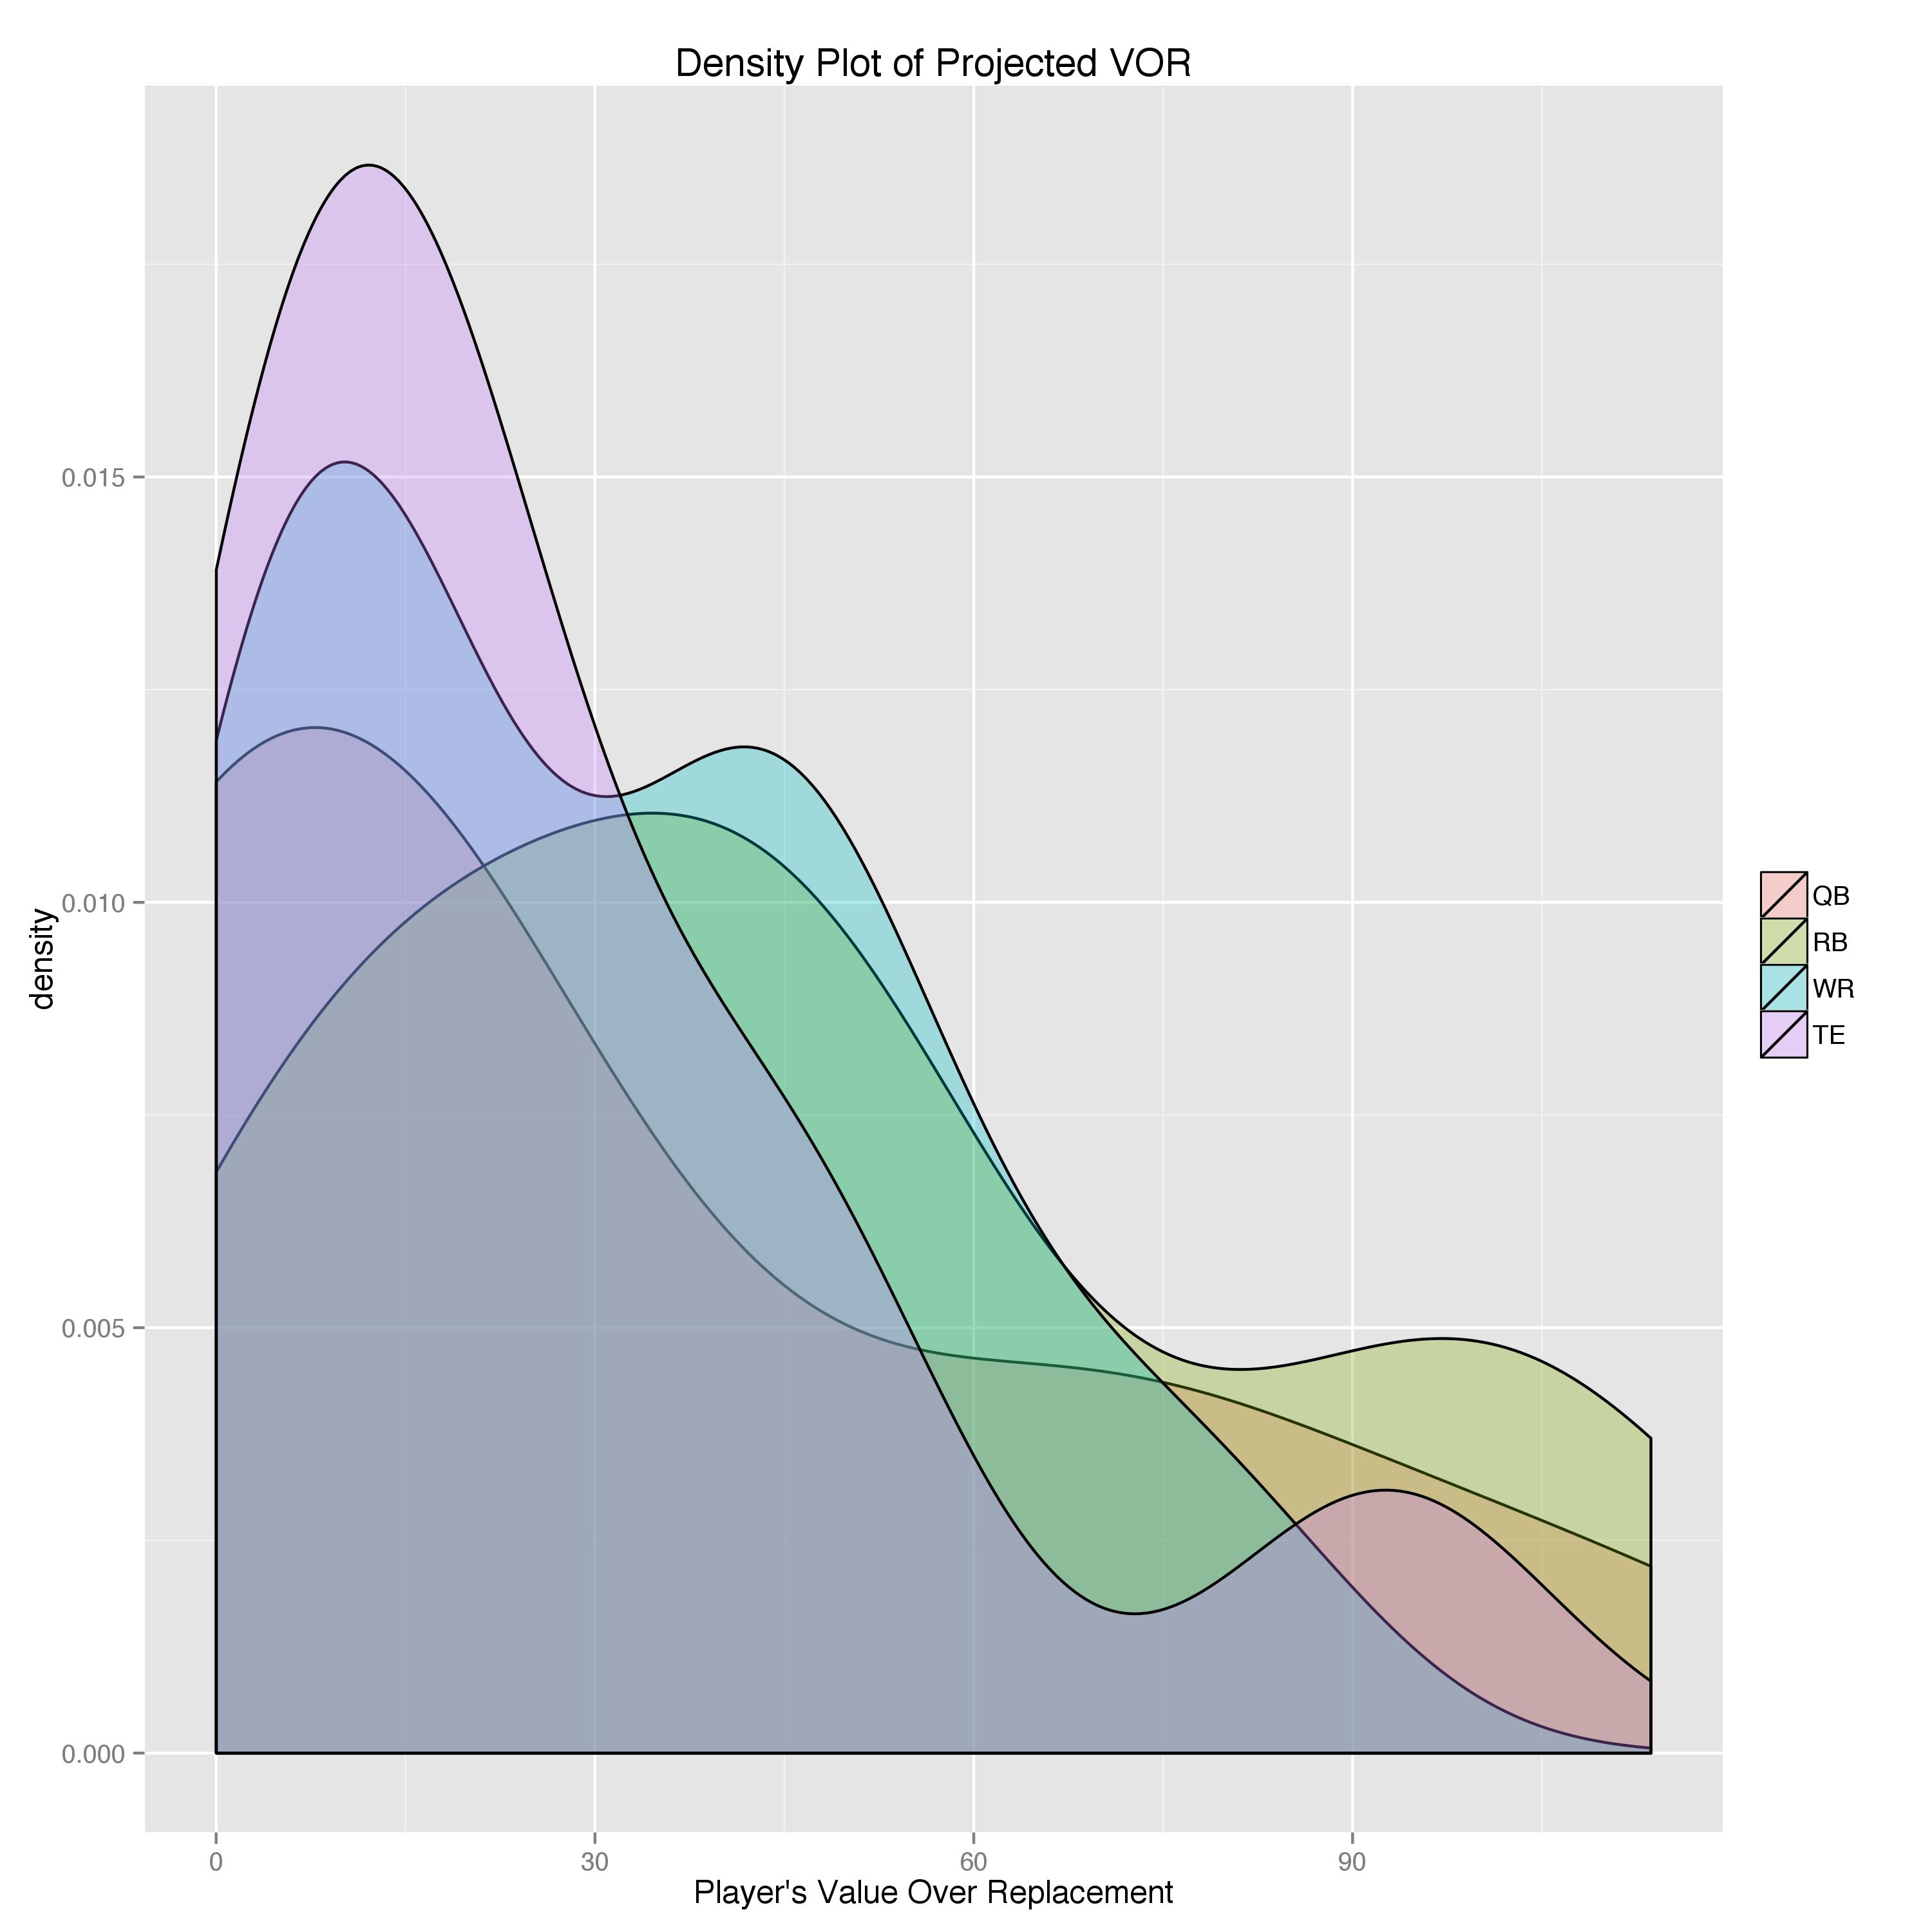 Density Plot of Projected VOR
density
0.015
0.010
0.005
0.000
0
30
60
90
Player's Value Over Replacement
QB
RB
WR
TE